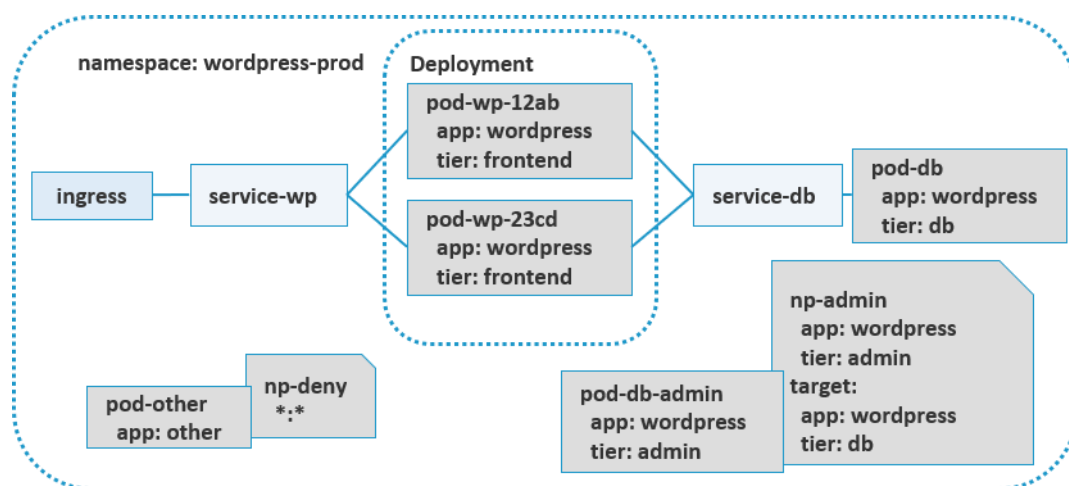 namespace: wordpress-prod
Deployment
pod-wp-12ab
app: wordpress
tier: frontend
ingress
service-wp
pod-wp-23cd
app: wordpress
tier: frontend
service-db
pod-db
app: wordpress
tier: db
np-admin
app: wordpress
tier: admin
target:
app: wordpress
tier: db
pod-db-admin
app: wordpress
tier: admin
np-deny
*:*
pod-other
app: other